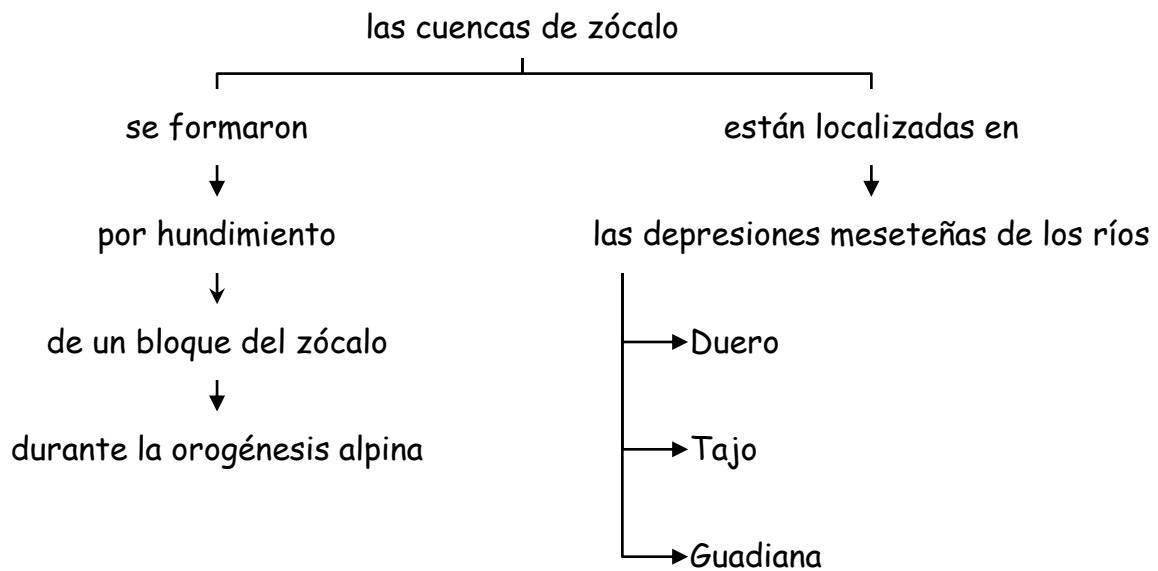 las cuencas de zócalo
se formaron
por hundimiento
de un bloque del zócalo
durante la orogénesis alpina
están localizadas en
las depresiones meseteñas de los ríos
Duero
Tajo
Guadiana